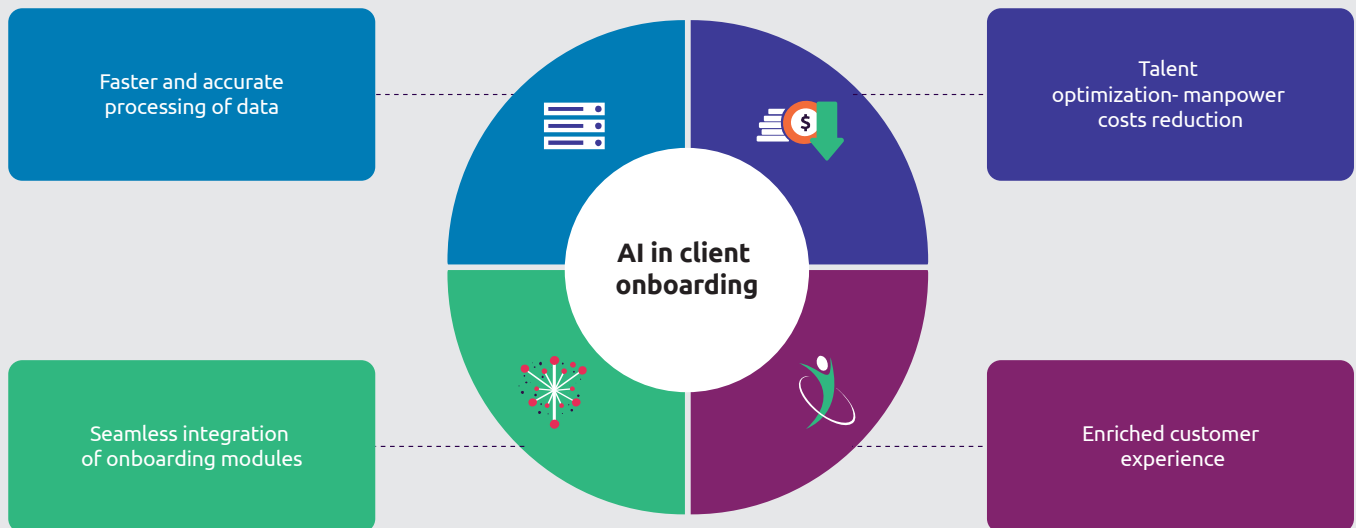 Faster and accurate
processing of data
Talent
optimization- manpower
costs reduction
$
AI in client
onboarding
Seamless integration
of onboarding modules
Enriched customer
experience